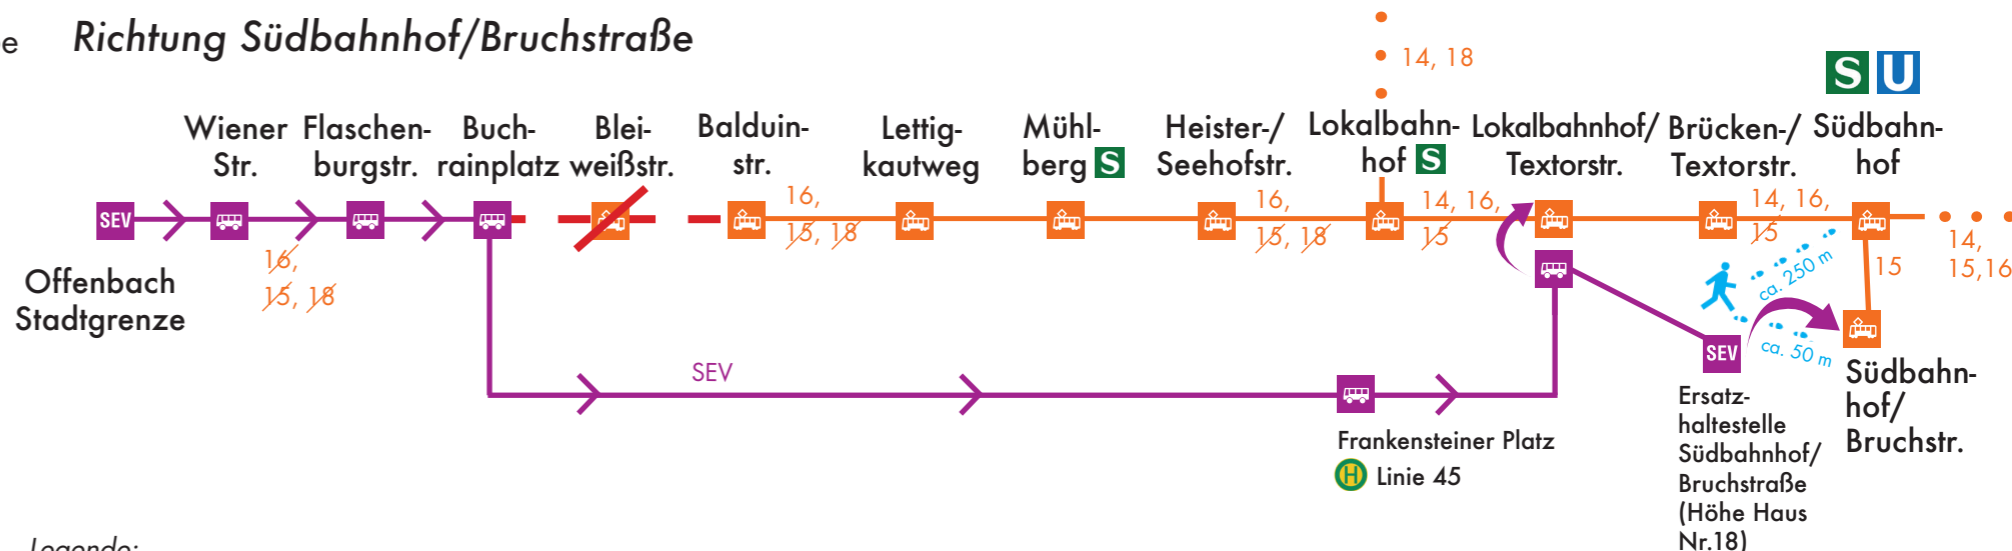 e
Richtung Südbahnhof/Bruchstraße
14, 18
S U
Wiener
Str.
Flaschen-
burgstr.
Buch-
rainplatz
Blei-
weißstr.
Balduin-
str.
Lettig-
kautweg
Mühl-
berg S
Heister-/
Seehofstr.
Lokalbahn-
hof S
Lokalbahnhof/
Textorstr.
Brücken-/
Textorstr.
Südbahn-
hof
SEV
Offenbach
Stadtgrenze
16,
15, 18
16,
15, 18
16,
15, 18
14, 16,
15
14, 16,
15
14,
15,16
15
ca. 250 m
ca. 50 m
SEV
SEV
Südbahn-
hof/
Bruchstr.
Ersatz-
haltestelle
Südbahnhof/
Bruchstraße
(Höhe Haus
Nr.18)
Frankensteiner Platz
H Linie 45
Legende: